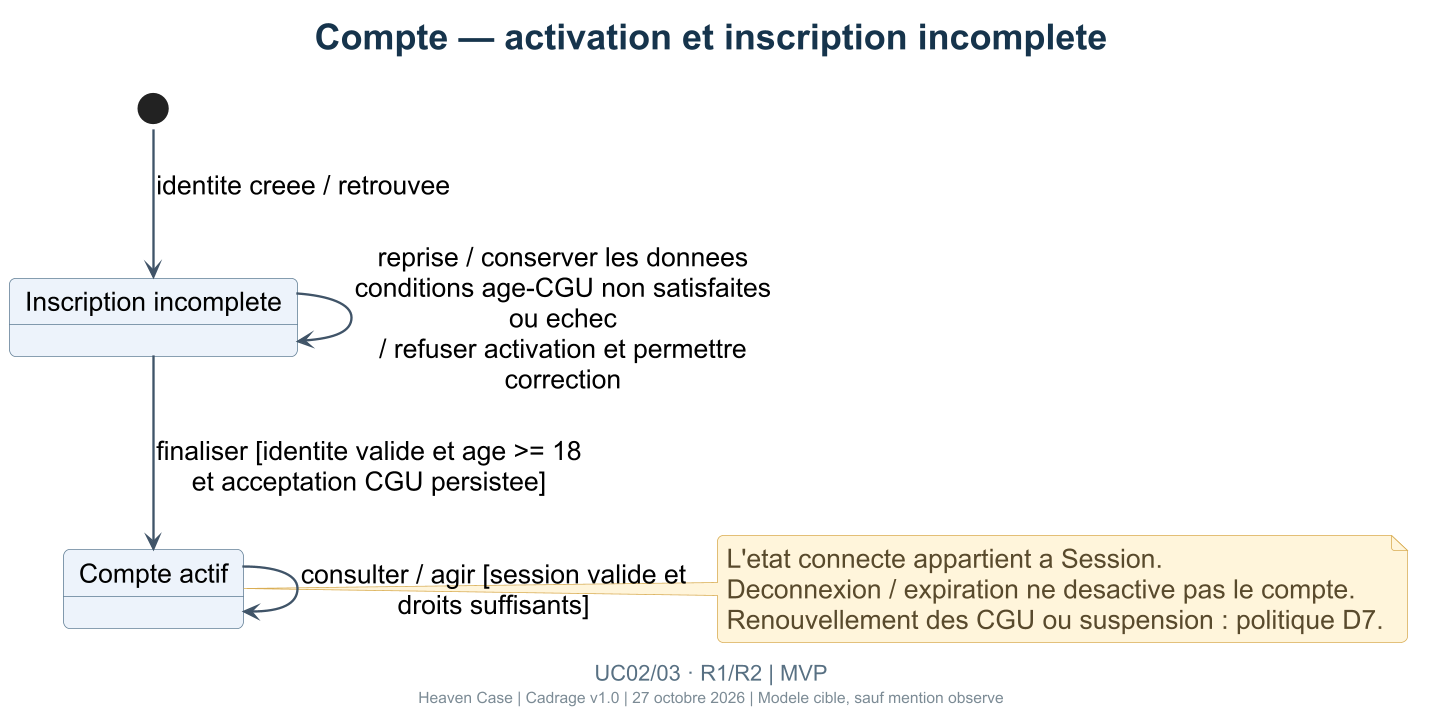 Compte — activation et inscription incomplete
identite creee / retrouvee
reprise / conserver les donnees
conditions age-CGU non satisfaites
ou echec
/ refuser activation et permettre
correction
Inscription incomplete
finaliser [identite valide et age >= 18
et acceptation CGU persistee]
Compte actif
consulter / agir [session valide et
droits suffisants]
L'etat connecte appartient a Session.
Deconnexion / expiration ne desactive pas le compte.
Renouvellement des CGU ou suspension : politique D7.
UC02/03 · R1/R2 | MVP
Heaven Case | Cadrage v1.0 | 27 octobre 2026 | Modele cible, sauf mention observe